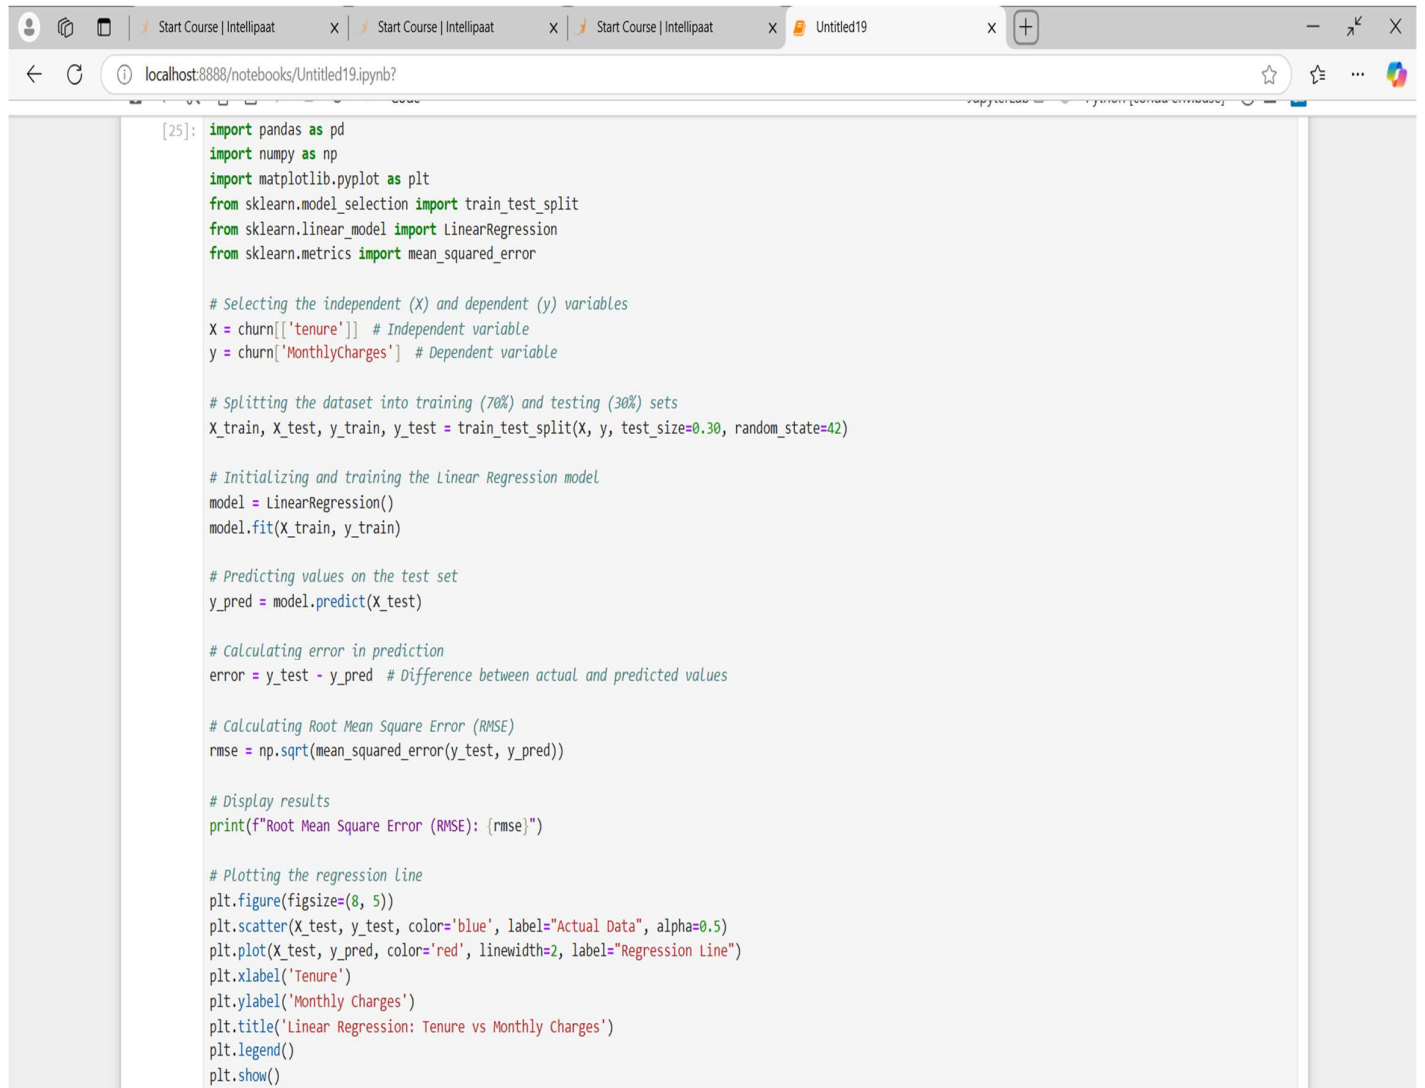 Start Course | Intellipaat
Start Course | Intellipaat
Start Course | Intellipaat
Untitled19
localhost:8888/notebooks/Untitled19.ipynb?
[25]:
import pandas as pd
import numpy as np
import matplotlib.pyplot as plt
from sklearn.model_selection import train_test_split
from sklearn.linear_model import LinearRegression
from sklearn.metrics import mean_squared_error
# Selecting the independent (X) and dependent (y) variables
X = churn[['tenure']]  # Independent variable
y = churn['MonthlyCharges']  # Dependent variable
# Splitting the dataset into training (70%) and testing (30%) sets
X_train, X_test, y_train, y_test = train_test_split(X, y, test_size=0.30, random_state=42)
# Initializing and training the Linear Regression model
model = LinearRegression()
model.fit(X_train, y_train)
# Predicting values on the test set
y_pred = model.predict(X_test)
# Calculating error in prediction
error = y_test - y_pred  # Difference between actual and predicted values
# Calculating Root Mean Square Error (RMSE)
rmse = np.sqrt(mean_squared_error(y_test, y_pred))
# Display results
print(f"Root Mean Square Error (RMSE): {rmse}")
# Plotting the regression line
plt.figure(figsize=(8, 5))
plt.scatter(X_test, y_test, color='blue', label="Actual Data", alpha=0.5)
plt.plot(X_test, y_pred, color='red', linewidth=2, label="Regression Line")
plt.xlabel('Tenure')
plt.ylabel('Monthly Charges')
plt.title('Linear Regression: Tenure vs Monthly Charges')
plt.legend()
plt.show()